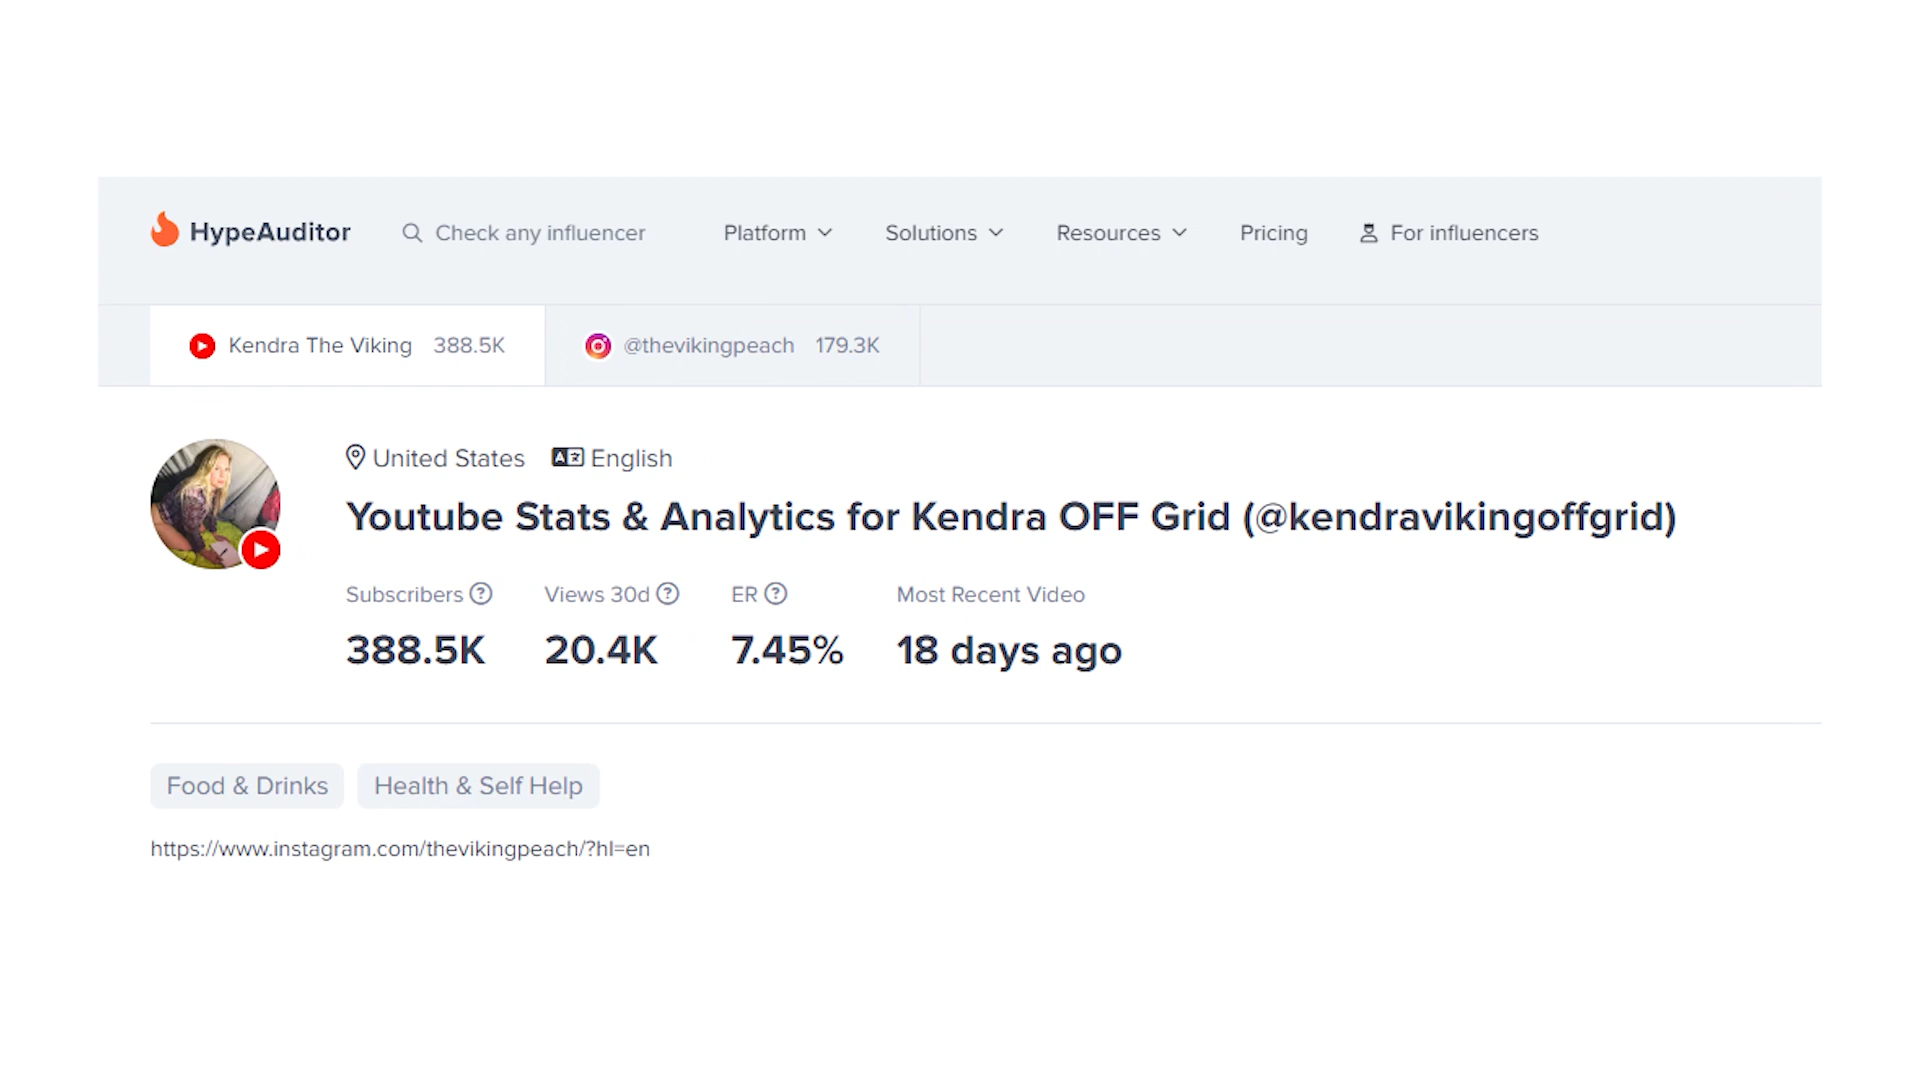 HypeAuditor Check any influencer Platform Solutions Resources Pricing For influencers
Kendra The Viking 388.5K @thevikingpeach 179.3K
United States English
Youtube Stats & Analytics for Kendra OFF Grid (@kendravikingoffgrid)
Subscribers Views 30d ER Most Recent Video
388.5K 20.4K 7.45% 18 days ago
Food & Drinks Health & Self Help
https://www.instagram.com/thevikingpeach/?hl=en